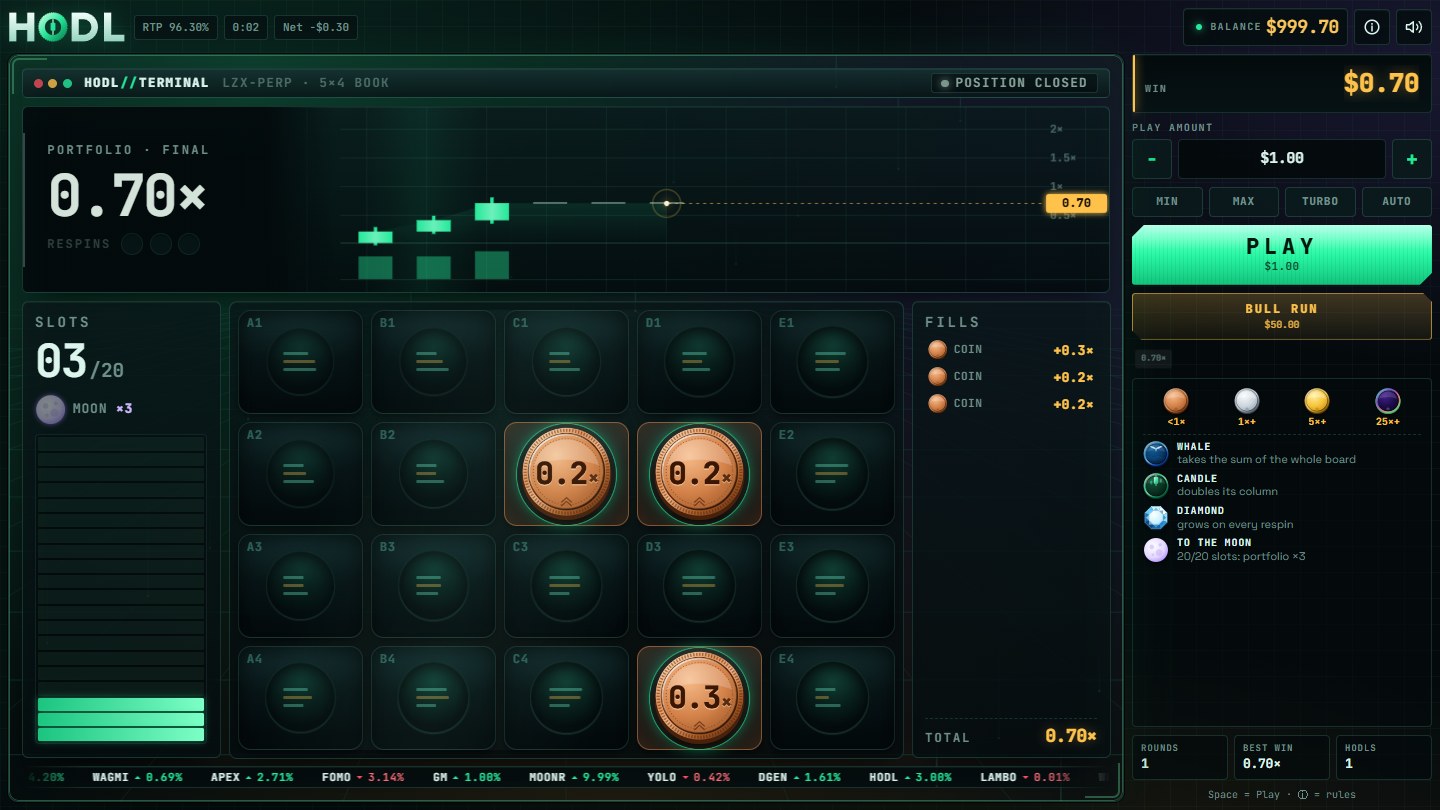 HODL
RTP 96.30%
0:02
Net -$0.30
BALANCE $999.70
HODL//TERMINAL LZX-PERP · 5×4 BOOK
POSITION CLOSED
PORTFOLIO · FINAL
0.70×
RESPINS
2×
1.5×
1×
0.70
0.5×
WIN $0.70
PLAY AMOUNT
- $1.00 +
MIN MAX TURBO AUTO
PLAY
$1.00
BULL RUN
$50.00
0.70×
<1× 1×+ 5×+ 25×+
WHALE
takes the sum of the whole board
CANDLE
doubles its column
DIAMOND
grows on every respin
TO THE MOON
20/20 slots: portfolio ×3
SLOTS
03/20
MOON ×3
A1 B1 C1 D1 E1
A2 B2 0.2× 0.2× E2
A3 B3 C3 D3 E3
A4 B4 C4 0.3× E4
FILLS
COIN +0.3×
COIN +0.2×
COIN +0.2×
TOTAL 0.70×
4.20% WAGMI 0.69% APEX 2.71% FOMO 3.14% GM 1.00% MOONR 9.99% YOLO 0.42% DGEN 1.61% HODL 3.00% LAMBO 0.01%
ROUNDS
1
BEST WIN
0.70×
HODLS
1
Space = Play · ⓘ = rules